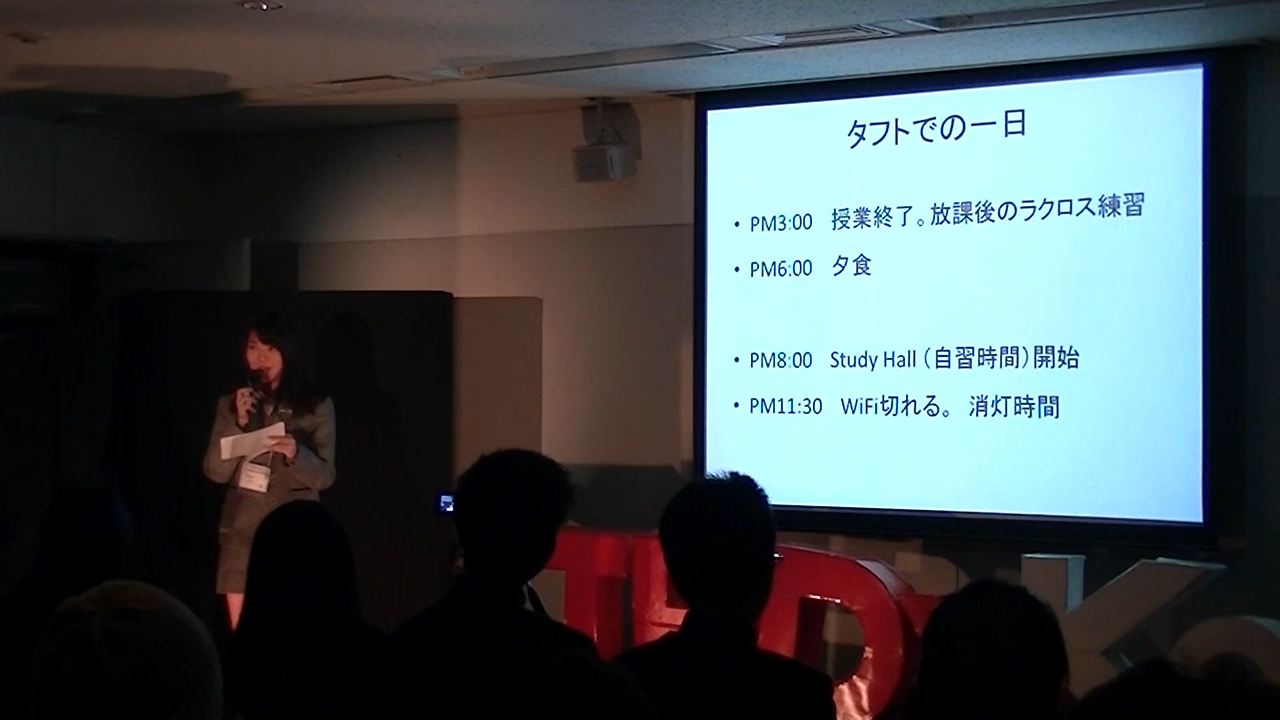 タフトでの一日
• PM3:00 授業終了。放課後のラクロス練習
• PM6:00 夕食
• PM8:00 Study Hall（自習時間）開始
• PM11:30 WiFi切れる。 消灯時間
TED
K